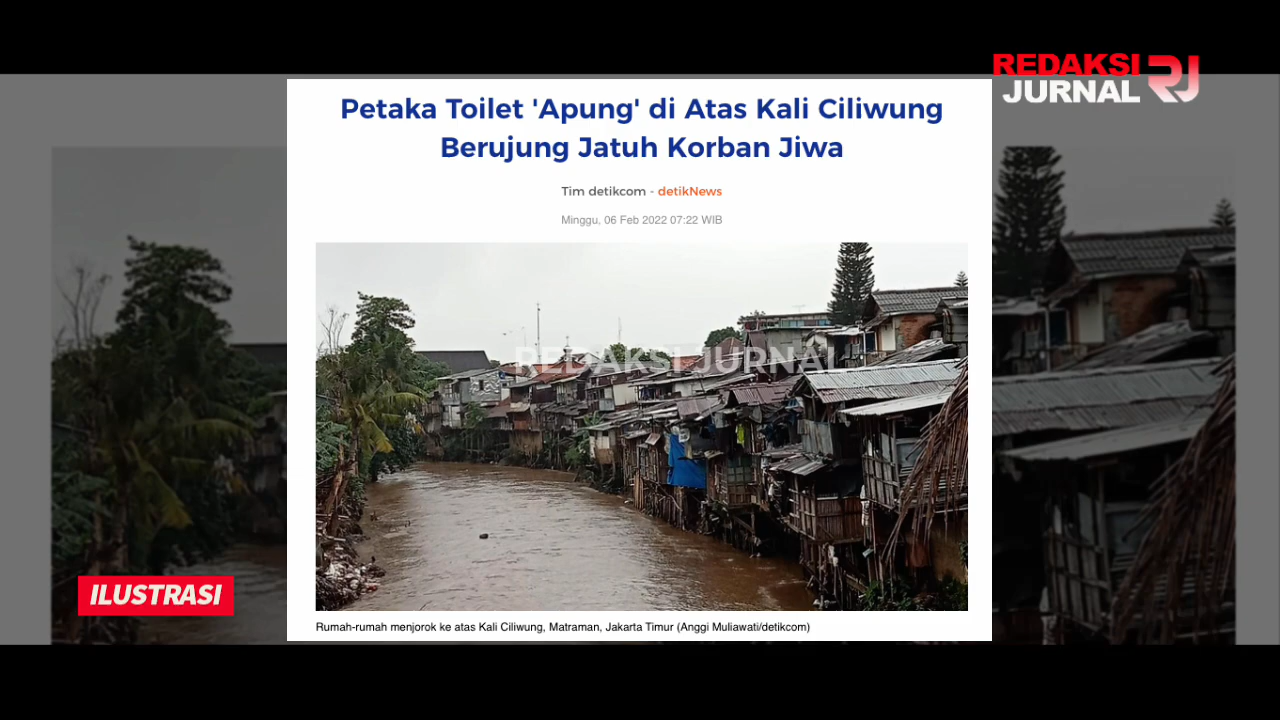 REDAKSI
JURNAL
RJ
Petaka Toilet 'Apung' di Atas Kali Ciliwung
Berujung Jatuh Korban Jiwa
Tim detikcom - detikNews
Minggu, 06 Feb 2022 07:22 WIB
REDAKSI JURNAL
ILUSTRASI
Rumah-rumah menjorok ke atas Kali Ciliwung, Matraman, Jakarta Timur (Anggi Muliawati/detikcom)